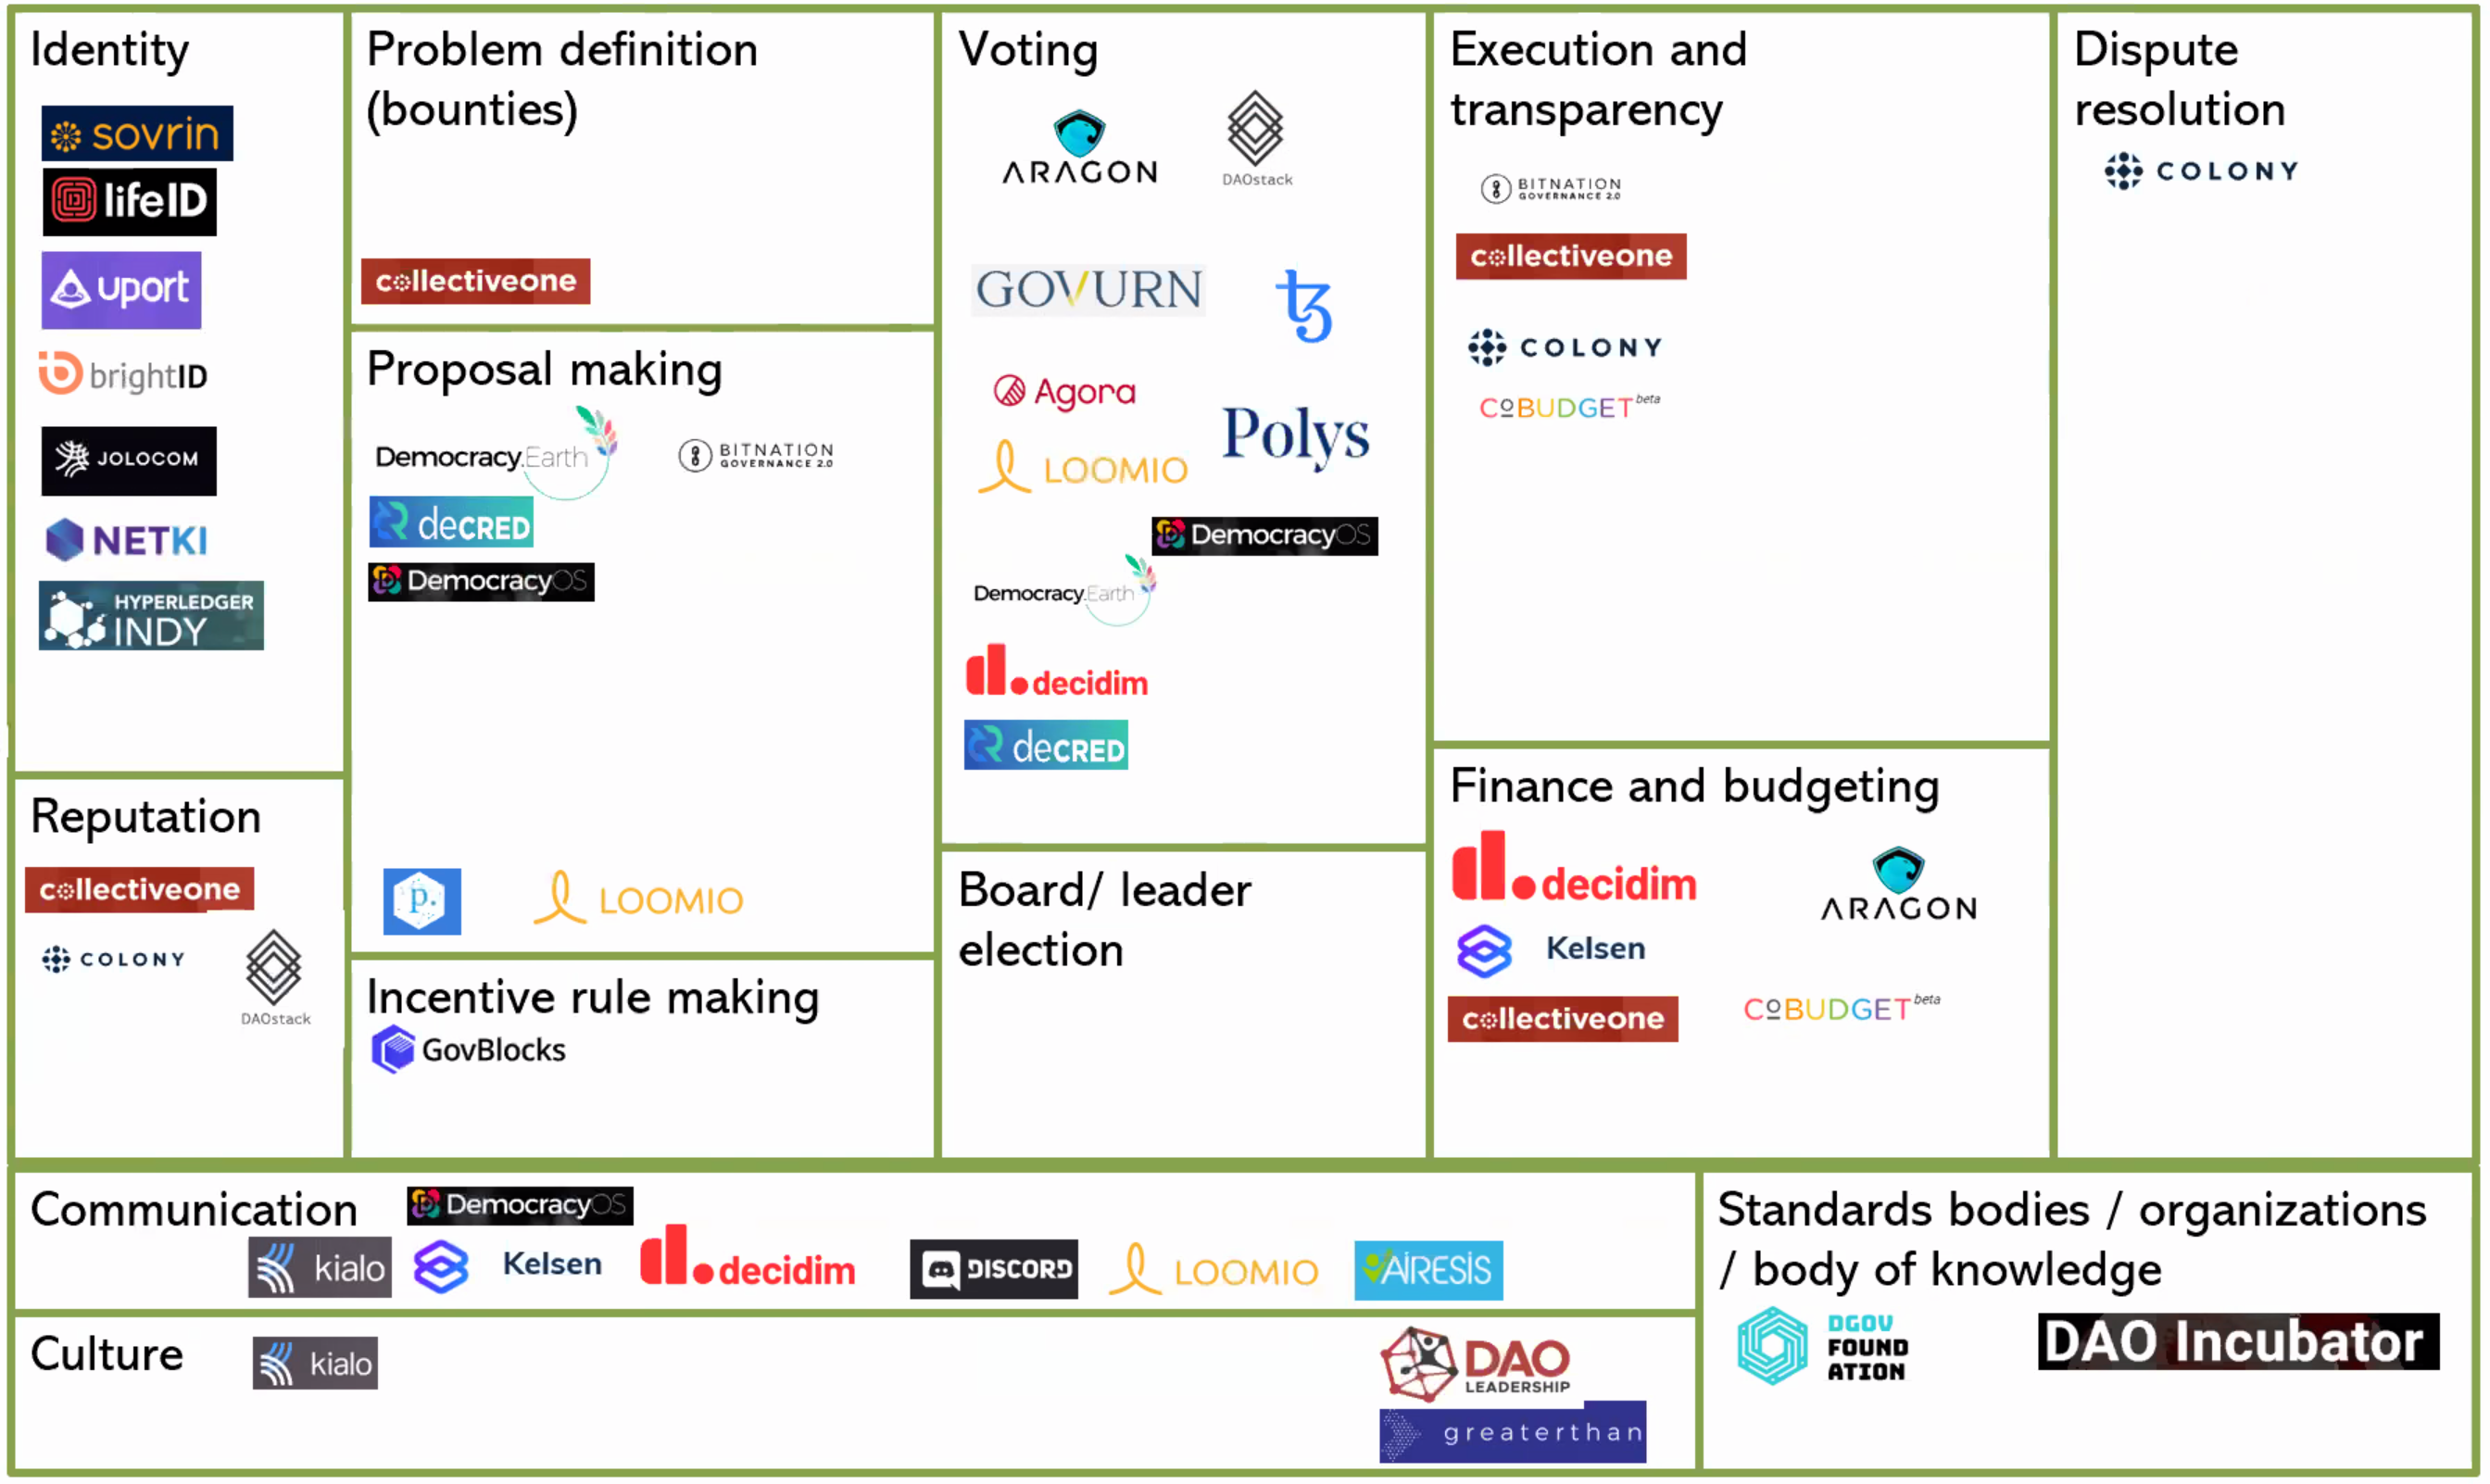 Identity
sovrin
lifeID
uport
brightID
JOLOCOM
NETKI
HYPERLEDGER
INDY
Reputation
collectiveone
COLONY
DAOstack
Problem definition
(bounties)
collectiveone
Proposal making
Democracy.Earth
BITNATION
GOVERNANCE 2.0
deCRED
DemocracyOS
p.
LOOMIO
Incentive rule making
GovBlocks
Voting
ARAGON
DAOstack
GOVURN
Agora
Polys
LOOMIO
DemocracyOS
Democracy.Earth
decidim
deCRED
Board/ leader
election
Execution and
transparency
BITNATION
GOVERNANCE 2.0
collectiveone
COLONY
COBUDGET beta
Finance and budgeting
decidim
ARAGON
Kelsen
collectiveone
COBUDGET beta
Dispute
resolution
COLONY
Communication
DemocracyOS
kialo
Kelsen
decidim
DISCORD
LOOMIO
AIRESIS
Culture
kialo
DAO
LEADERSHIP
greaterthan
Standards bodies / organizations
/ body of knowledge
DGOV
FOUND
ATION
DAO Incubator